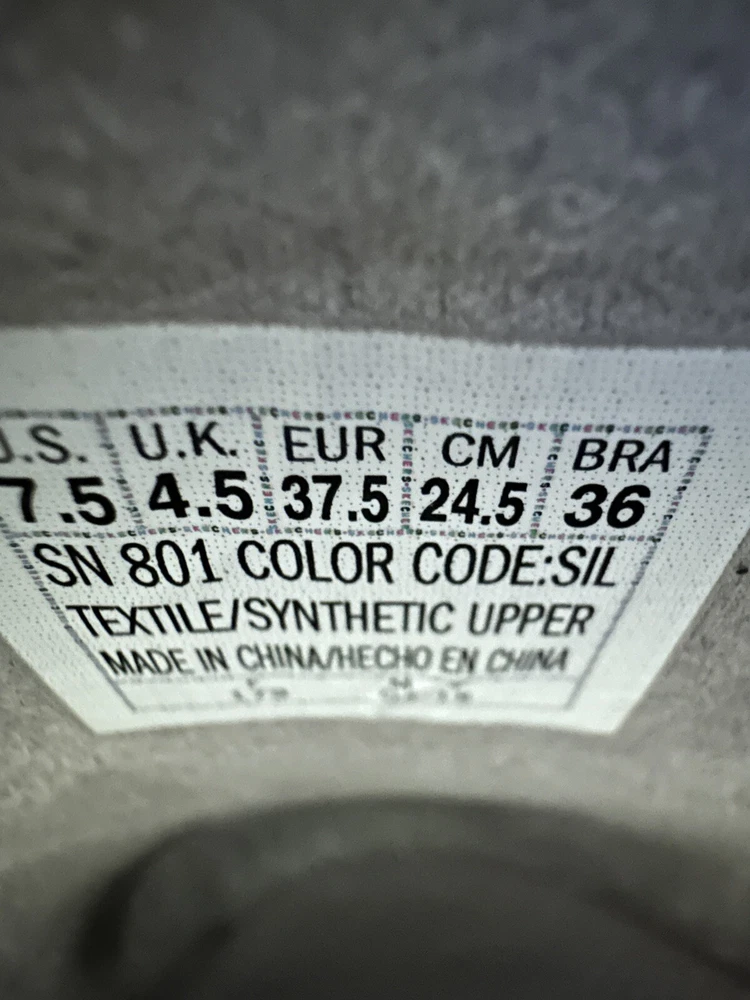 U.S. U.K. EUR CM BRA
7.5 4.5 37.5 24.5 36
SN 801 COLOR CODE:SIL
TEXTILE/SYNTHETIC UPPER
MADE IN CHINA/HECHO EN CHINA